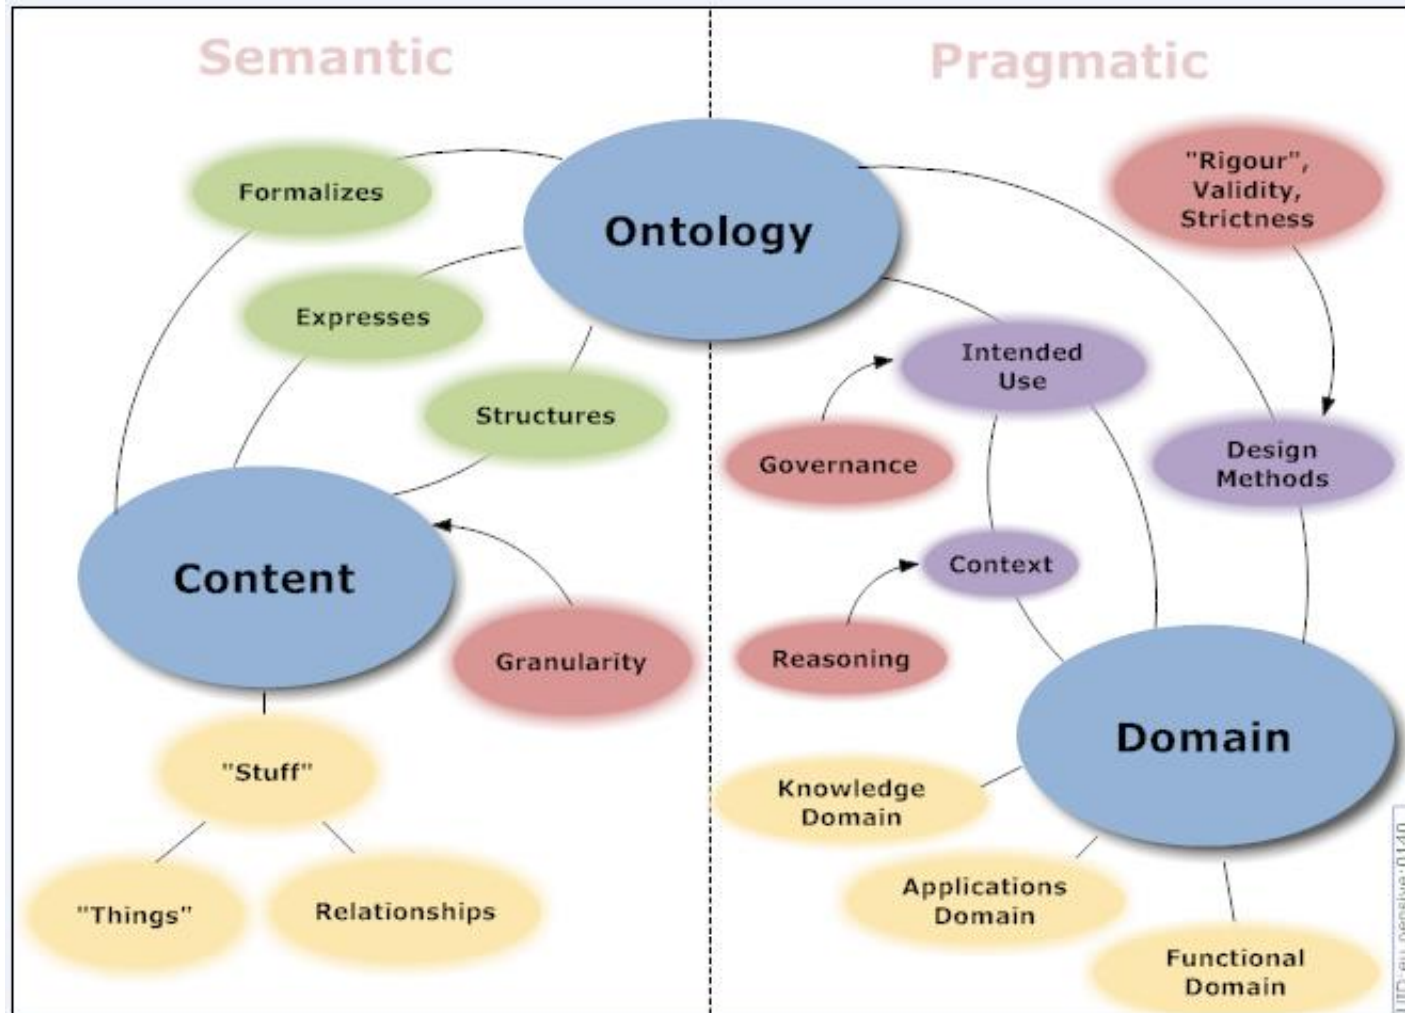 Semantic
Pragmatic
Formalizes
Ontology
"Rigour",
Validity,
Strictness
Expresses
Intended
Use
Structures
Governance
Design
Methods
Content
Context
Granularity
Reasoning
Domain
"Stuff"
Knowledge
Domain
"Things"
Relationships
Applications
Domain
Functional
Domain